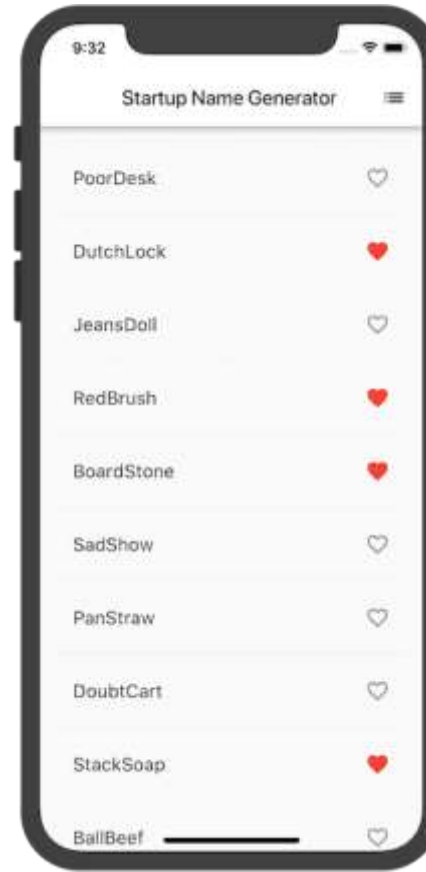 9:32
Startup Name Generator
PoorDesk
DutchLock
JeansDoll
RedBrush
BoardStone
SadShow
PanStraw
DoubtCart
StackSoap
BallBeef